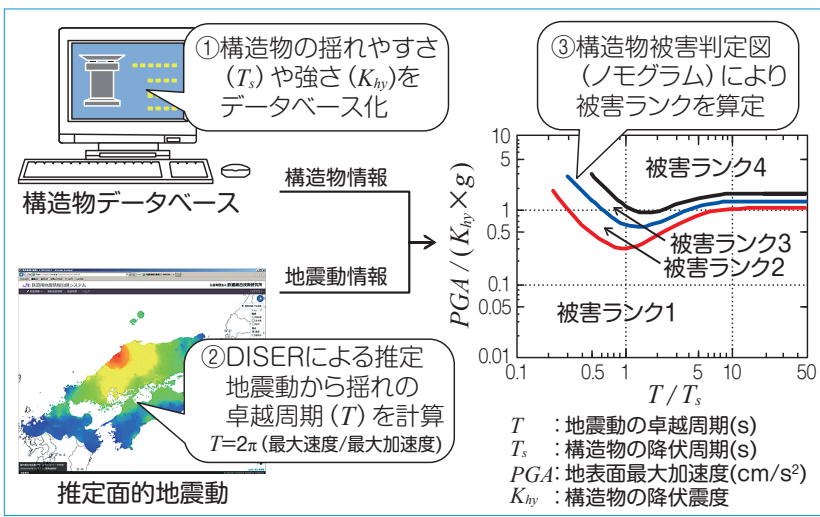 ①構造物の揺れやすさ
（Ts）や強さ（Khy)を
データベース化
構造物データベース
構造物情報
地震動情報
②DISERによる推定
地震動から揺れの
卓越周期（T）を計算
T=2π（最大速度/最大加速度）
推定面的地震動
③構造物被害判定図
（ノモグラム）により
被害ランクを算定
PGA/(Khy×g)
10
5
1
0.5
0.1
0.05
0.01
被害ランク4
被害ランク3
被害ランク2
被害ランク1
0.1 0.5 1 5 10 50
T/Ts
T ：地震動の卓越周期(s)
Ts ：構造物の降伏周期(s)
PGA：地表面最大加速度(cm/s²)
Khy ：構造物の降伏震度